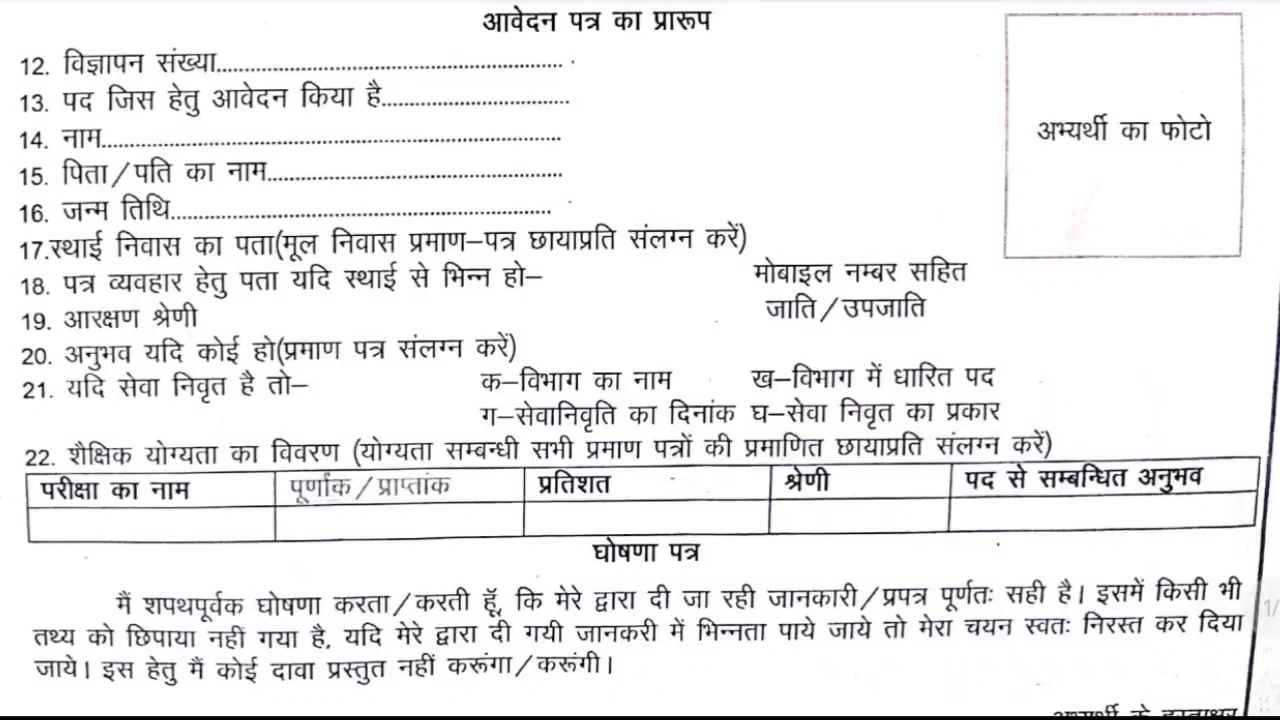 आवेदन पत्र का प्रारूप
12. विज्ञापन संख्या.......................................................
13. पद जिस हेतु आवेदन किया है..............................
14. नाम.........................................................................
15. पिता/पति का नाम...............................................
16. जन्म तिथि............................................................
अभ्यर्थी का फोटो
17.स्थाई निवास का पता(मूल निवास प्रमाण–पत्र छायाप्रति संलग्न करें)
18. पत्र व्यवहार हेतु पता यदि स्थाई से भिन्न हो– मोबाइल नम्बर सहित
19. आरक्षण श्रेणी जाति/उपजाति
20. अनुभव यदि कोई हो(प्रमाण पत्र संलग्न करें)
21. यदि सेवा निवृत है तो– क–विभाग का नाम ख–विभाग में धारित पद
ग–सेवानिवृति का दिनांक घ–सेवा निवृत का प्रकार
22. शैक्षिक योग्यता का विवरण (योग्यता सम्बन्धी सभी प्रमाण पत्रों की प्रमाणित छायाप्रति संलग्न करें)
परीक्षा का नाम पूर्णाक/प्राप्तांक प्रतिशत श्रेणी पद से सम्बन्धित अनुभव
घोषणा पत्र
मैं शपथपूर्वक घोषणा करता/करती हूॅं, कि मेरे द्वारा दी जा रही जानकारी/प्रपत्र पूर्णतः सही है। इसमें किसी भी
तथ्य को छिपाया नहीं गया है, यदि मेरे द्वारा दी गयी जानकरी में भिन्नता पाये जाये तो मेरा चयन स्वतः निरस्त कर दिया
जाये। इस हेतु मैं कोई दावा प्रस्तुत नहीं करूंगा/करूंगी।
1/